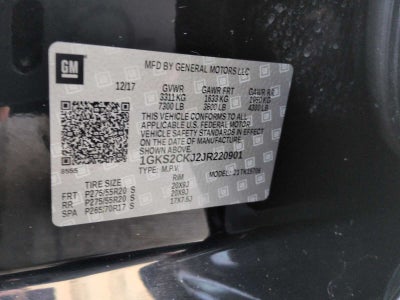 GM
MFD BY GENERAL MOTORS LLC
12/17 GVWR GAWR FRT GAWR RR
3311 KG 1633 KG
7300 LB 3600 LB 4300 LB
THIS VEHICLE CONFORMS TO ALL
APPLICABLE U.S. FEDERAL MOTOR
VEHICLE SAFETY STANDARDS IN EFFECT
ON THE DATE OF MANUFACTURE
SHOWN ABOVE.
1GKS2CKJ2JR220901
TYPE: M.P.V.
TIRE SIZE RIM
FRT P275/55R20 S 20X9J
RR P275/55R20 S 20X9J
SPA P265/70R17 S 17X7.5J
MODEL: